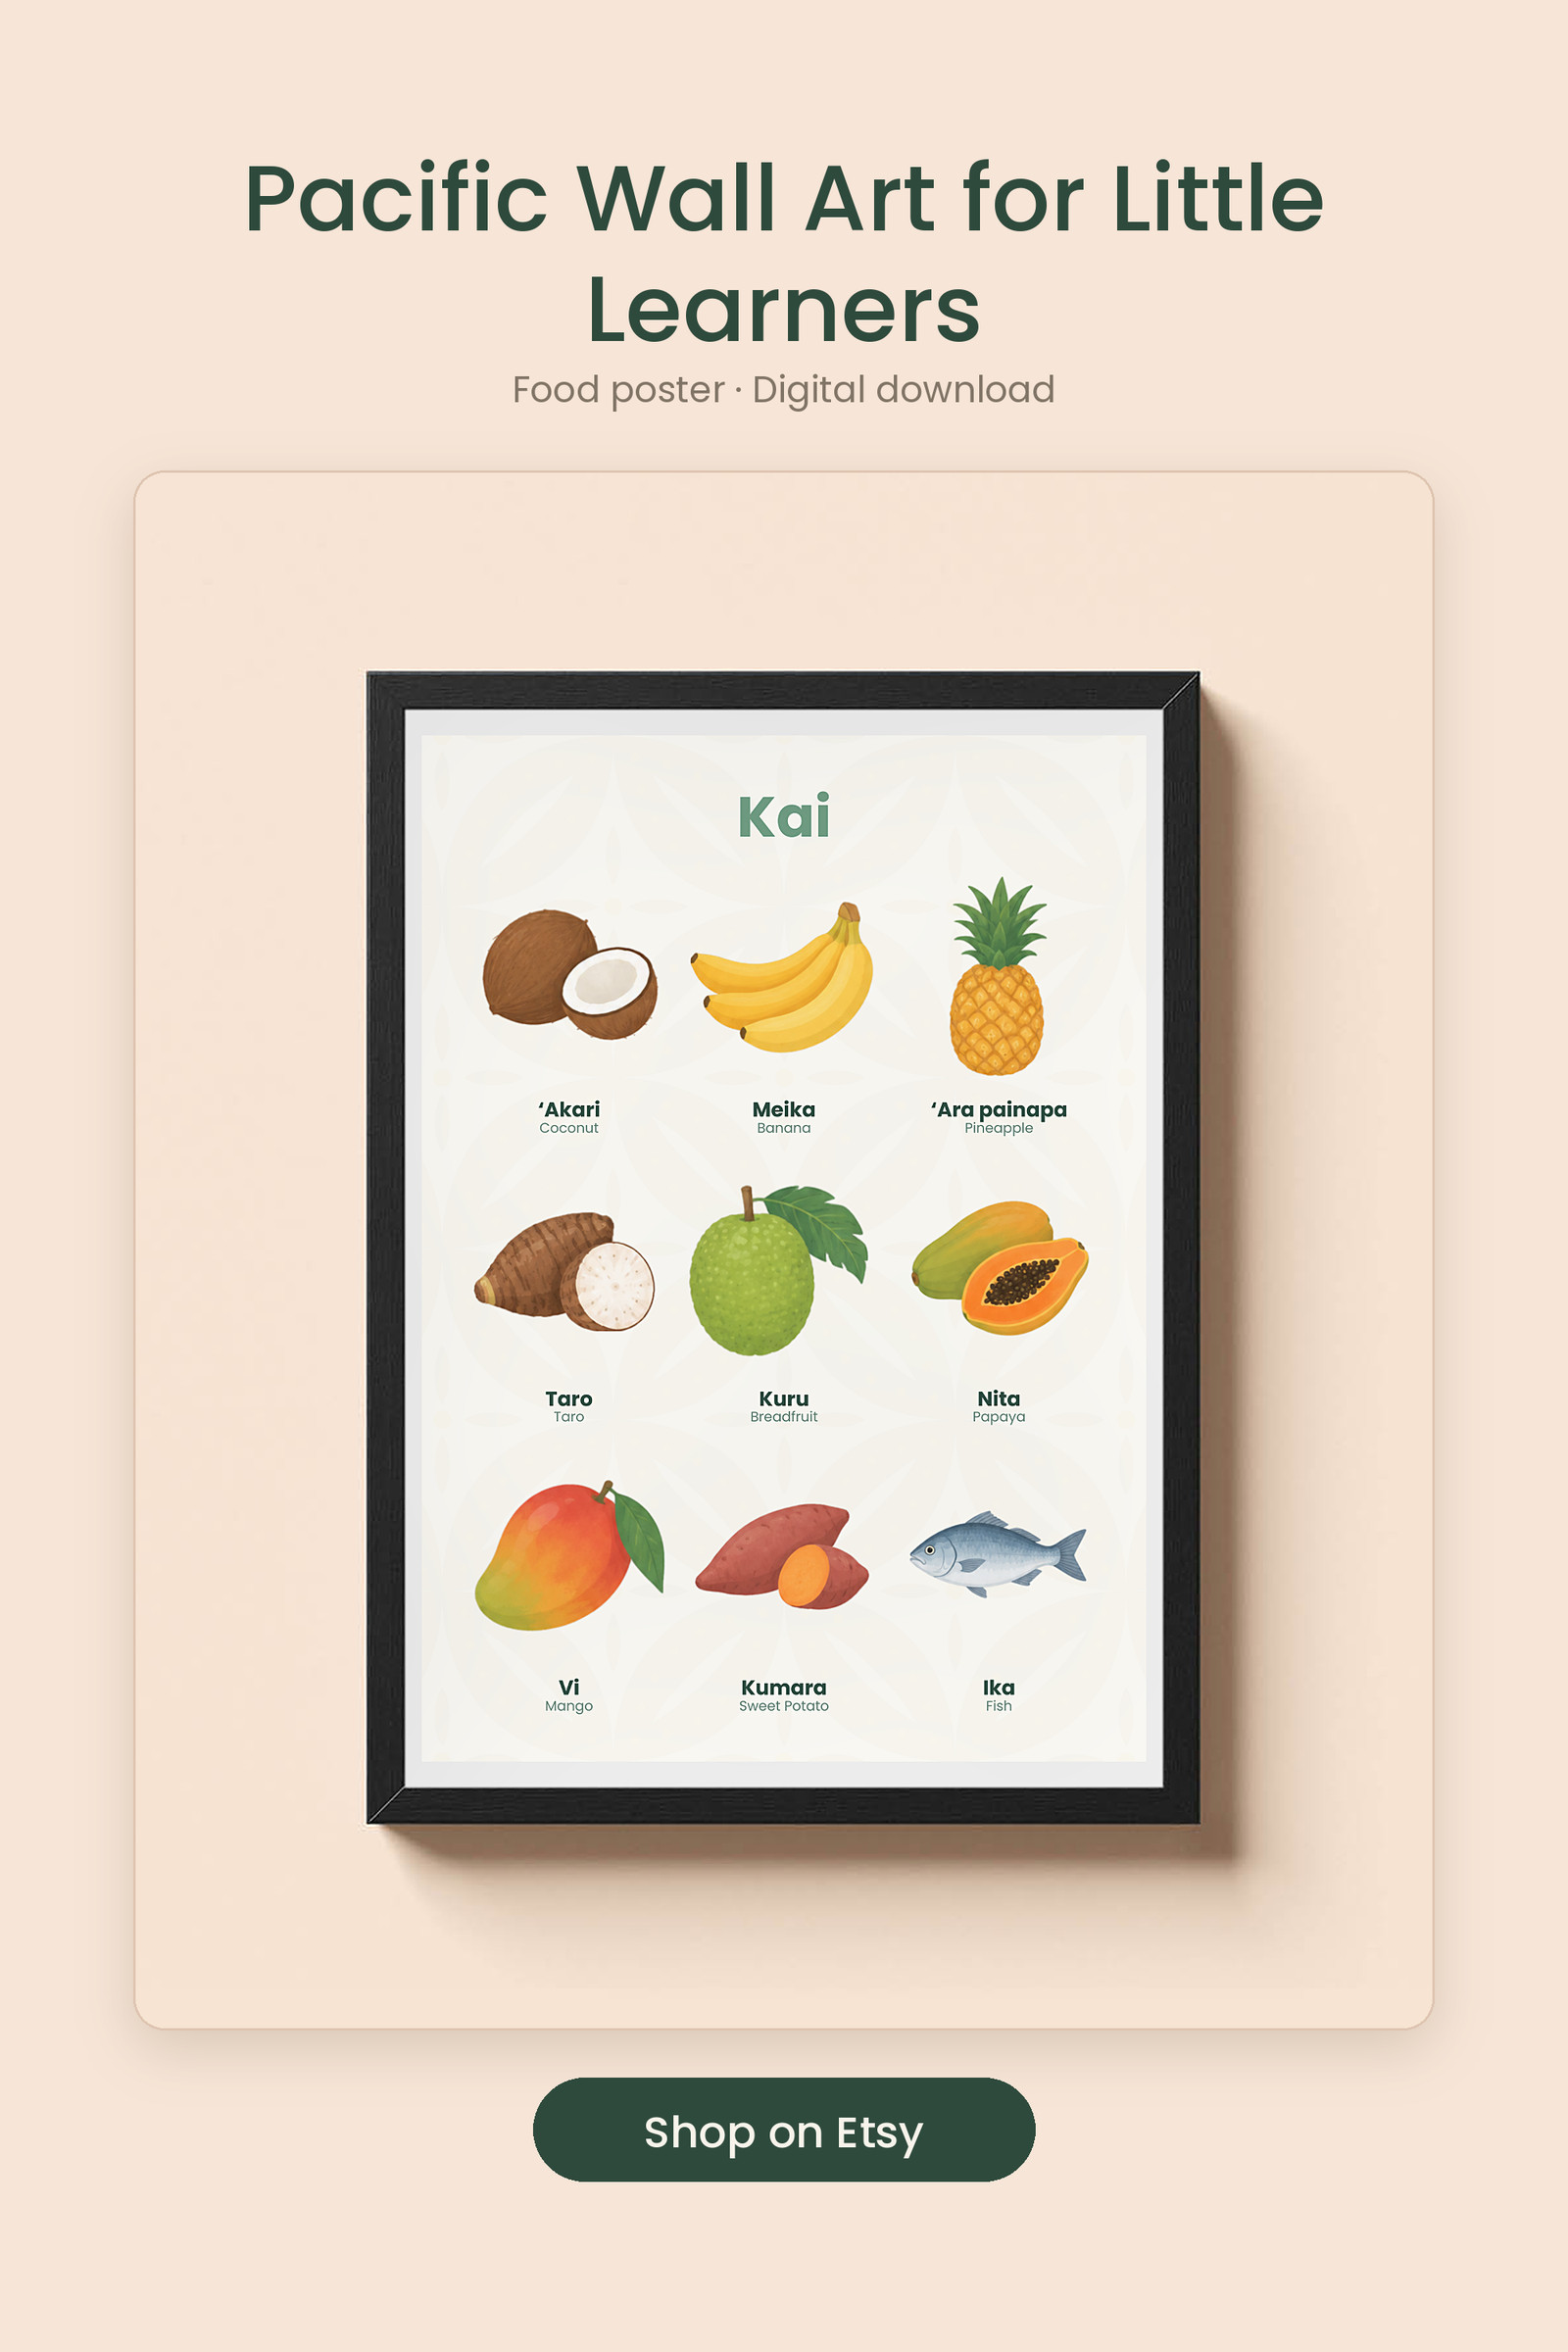 Pacific Wall Art for Little
Learners
Food poster · Digital download
Kai
‘Akari
Coconut
Meika
Banana
‘Ara painapa
Pineapple
Taro
Taro
Kuru
Breadfruit
Nita
Papaya
Vi
Mango
Kumara
Sweet Potato
Ika
Fish
Shop on Etsy